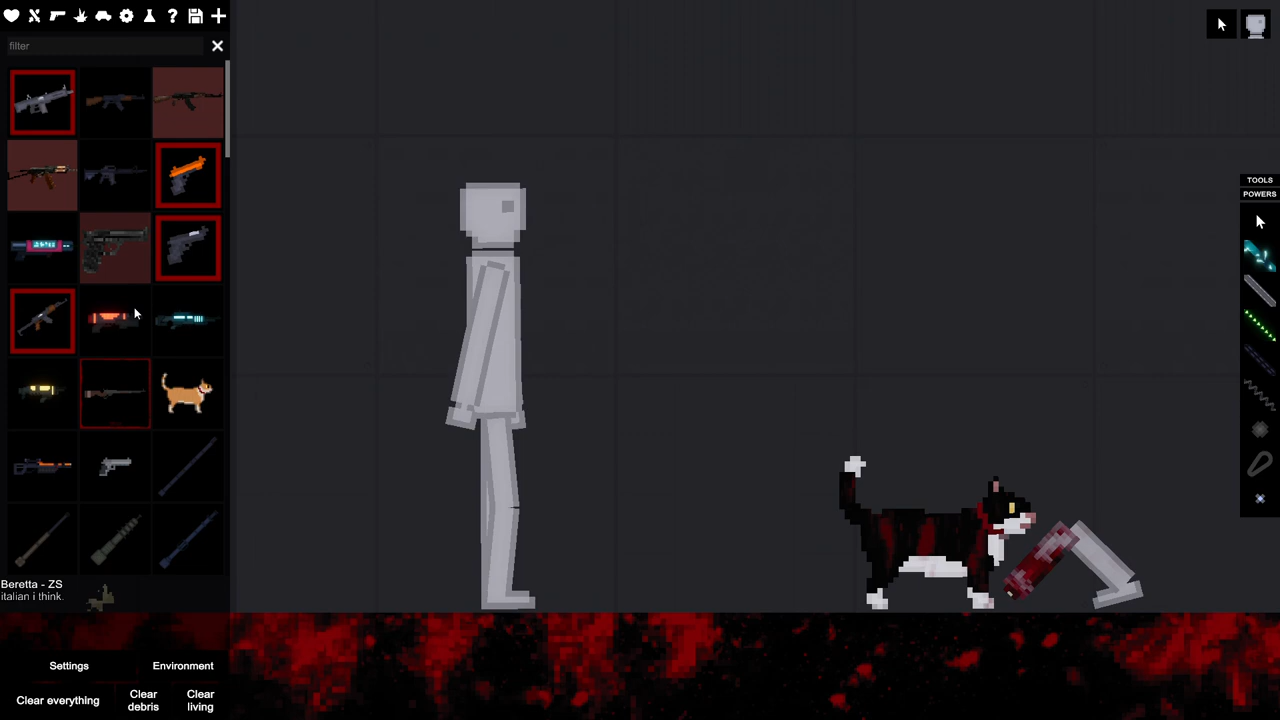 filter
TOOLS
POWERS
Beretta - ZS
italian i think.
Settings
Environment
Clear everything
Clear debris
Clear living